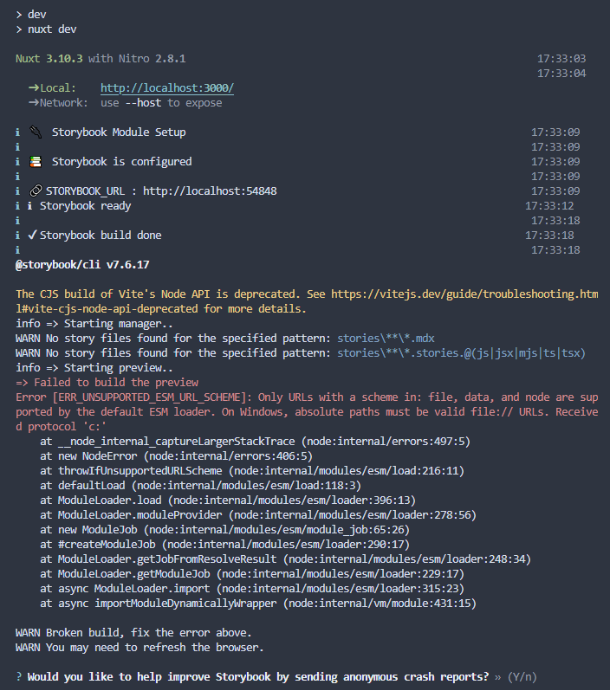 > dev
> nuxt dev
Nuxt 3.10.3 with Nitro 2.8.1 17:33:03
17:33:04
➜Local: http://localhost:3000/
➜Network: use --host to expose
i Storybook Module Setup 17:33:09
i 17:33:09
i Storybook is configured 17:33:09
i 17:33:09
i STORYBOOK_URL : http://localhost:54848 17:33:09
i i Storybook ready 17:33:12
i 17:33:18
i ✓Storybook build done 17:33:18
i 17:33:18
@storybook/cli v7.6.17
The CJS build of Vite's Node API is deprecated. See https://vitejs.dev/guide/troubleshooting.htm
l#vite-cjs-node-api-deprecated for more details.
info => Starting manager..
WARN No story files found for the specified pattern: stories\**\*.mdx
WARN No story files found for the specified pattern: stories\**\*.stories.@(js|jsx|mjs|ts|tsx)
info => Starting preview..
=> Failed to build the preview
Error [ERR_UNSUPPORTED_ESM_URL_SCHEME]: Only URLs with a scheme in: file, data, and node are sup
ported by the default ESM loader. On Windows, absolute paths must be valid file:// URLs. Receive
d protocol 'c:'
at __node_internal_captureLargerStackTrace (node:internal/errors:497:5)
at new NodeError (node:internal/errors:406:5)
at throwIfUnsupportedURLScheme (node:internal/modules/esm/load:216:11)
at defaultLoad (node:internal/modules/esm/load:118:3)
at ModuleLoader.load (node:internal/modules/esm/loader:396:13)
at ModuleLoader.moduleProvider (node:internal/modules/esm/loader:278:56)
at new ModuleJob (node:internal/modules/esm/module_job:65:26)
at #createModuleJob (node:internal/modules/esm/loader:290:17)
at ModuleLoader.getJobFromResolveResult (node:internal/modules/esm/loader:248:34)
at ModuleLoader.getModuleJob (node:internal/modules/esm/loader:229:17)
at async ModuleLoader.import (node:internal/modules/esm/loader:315:23)
at async importModuleDynamicallyWrapper (node:internal/vm/module:431:15)
WARN Broken build, fix the error above.
WARN You may need to refresh the browser.
? Would you like to help improve Storybook by sending anonymous crash reports? » (Y/n)